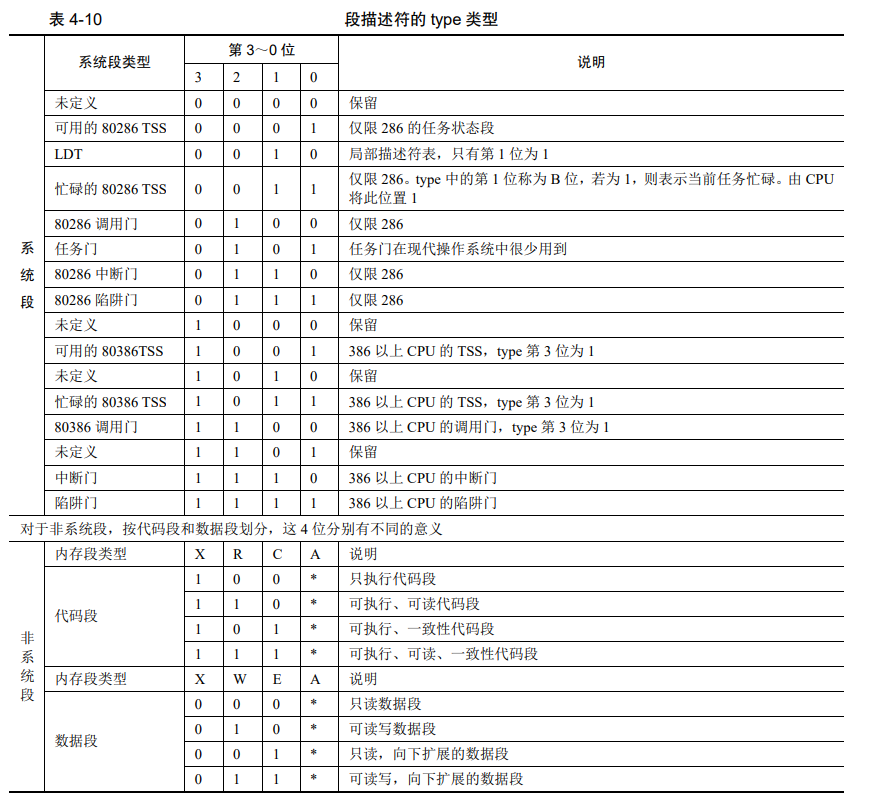 表 4-10 段描述符的 type 类型
系统段类型 第 3～0 位 说明
3 2 1 0
系统段
未定义 0 0 0 0 保留
可用的 80286 TSS 0 0 0 1 仅限 286 的任务状态段
LDT 0 0 1 0 局部描述符表，只有第 1 位为 1
忙碌的 80286 TSS 0 0 1 1 仅限 286。type 中的第 1 位称为 B 位，若为 1，则表示当前任务忙碌。由 CPU
将此位置 1
80286 调用门 0 1 0 0 仅限 286
任务门 0 1 0 1 任务门在现代操作系统中很少用到
80286 中断门 0 1 1 0 仅限 286
80286 陷阱门 0 1 1 1 仅限 286
未定义 1 0 0 0 保留
可用的 80386TSS 1 0 0 1 386 以上 CPU 的 TSS，type 第 3 位为 1
未定义 1 0 1 0 保留
忙碌的 80386 TSS 1 0 1 1 386 以上 CPU 的 TSS，type 第 3 位为 1
80386 调用门 1 1 0 0 386 以上 CPU 的调用门，type 第 3 位为 1
未定义 1 1 0 1 保留
中断门 1 1 1 0 386 以上 CPU 的中断门
陷阱门 1 1 1 1 386 以上 CPU 的陷阱门
对于非系统段，按代码段和数据段划分，这 4 位分别有不同的意义
非系统段
内存段类型 X R C A 说明
代码段
1 0 0 * 只执行代码段
1 1 0 * 可执行、可读代码段
1 0 1 * 可执行、一致性代码段
1 1 1 * 可执行、可读、一致性代码段
内存段类型 X W E A 说明
数据段
0 0 0 * 只读数据段
0 1 0 * 可读写数据段
0 0 1 * 只读，向下扩展的数据段
0 1 1 * 可读写，向下扩展的数据段